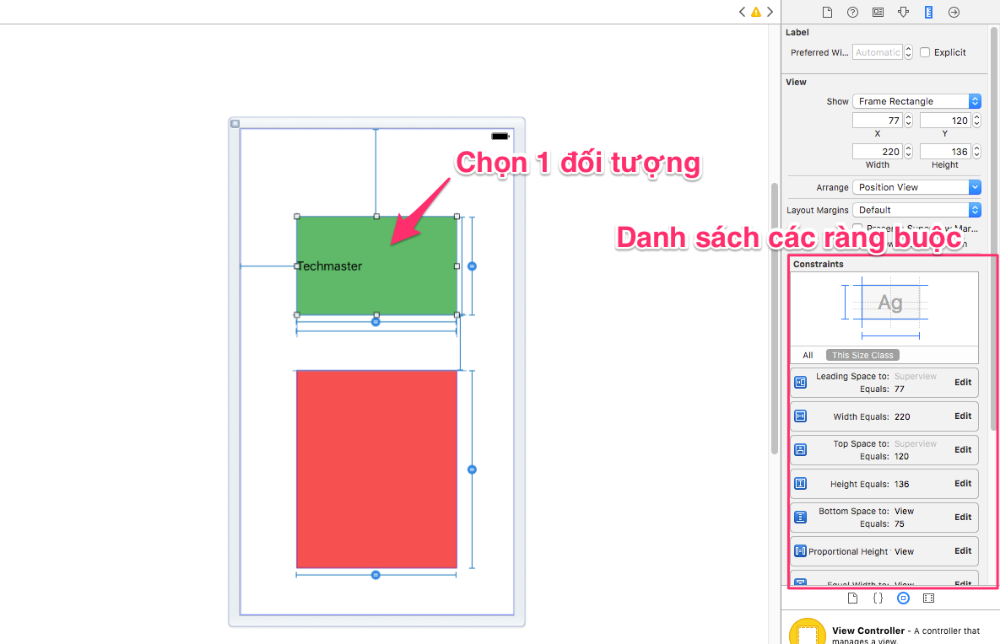 Label
Preferred Wi... Automatic Explicit
View
Show Frame Rectangle
77 120
X Y
220 136
Width Height
Arrange Position View
Layout Margins Default
Chọn 1 đối tượng
Techmaster
Danh sách các ràng buộc
Constraints
Ag
All This Size Class
Leading Space to: Superview
Equals: 77
Edit
Width Equals: 220 Edit
Top Space to: Superview
Equals: 120
Edit
Height Equals: 136 Edit
Bottom Space to: View
Equals: 75
Edit
Proportional Height View Edit
Equal Width to: View Edit
View Controller - A controller that
manages a view.